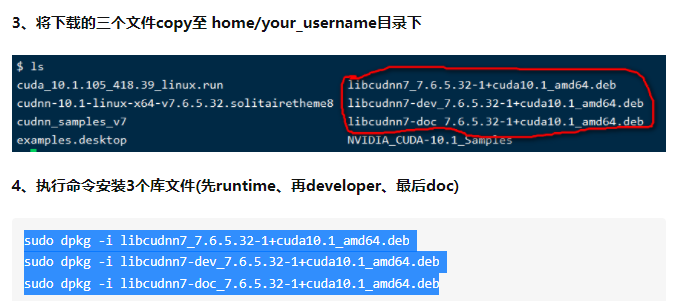 3、将下载的三个文件copy至 home/your_username目录下
$ ls
cuda_10.1.105_418.39_linux.run libcudnn7_7.6.5.32-1+cuda10.1_amd64.deb
cudnn-10.1-linux-x64-v7.6.5.32.solitairetheme8 libcudnn7-dev_7.6.5.32-1+cuda10.1_amd64.deb
cudnn_samples_v7 libcudnn7-doc_7.6.5.32-1+cuda10.1_amd64.deb
examples.desktop NVIDIA_CUDA-10.1_Samples
4、执行命令安装3个库文件(先runtime、再developer、最后doc)
sudo dpkg -i libcudnn7_7.6.5.32-1+cuda10.1_amd64.deb
sudo dpkg -i libcudnn7-dev_7.6.5.32-1+cuda10.1_amd64.deb
sudo dpkg -i libcudnn7-doc_7.6.5.32-1+cuda10.1_amd64.deb